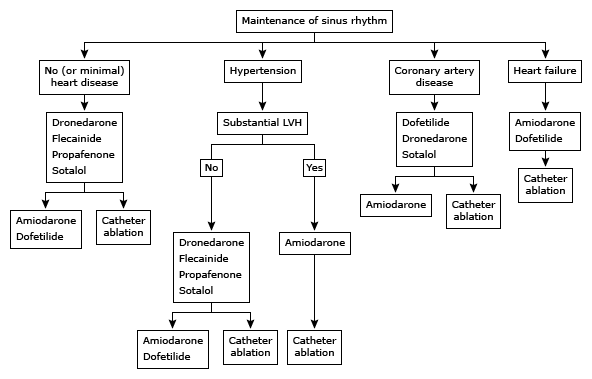 Maintenance of sinus rhythm
No (or minimal)
heart disease
Hypertension
Coronary artery
disease
Heart failure
Dronedarone
Flecainide
Propafenone
Sotalol
Substantial LVH
Dofetilide
Dronedarone
Sotalol
Amiodarone
Dofetilide
No
Yes
Catheter
ablation
Amiodarone
Dofetilide
Catheter
ablation
Amiodarone
Catheter
ablation
Dronedarone
Flecainide
Propafenone
Sotalol
Amiodarone
Amiodarone
Dofetilide
Catheter
ablation
Catheter
ablation